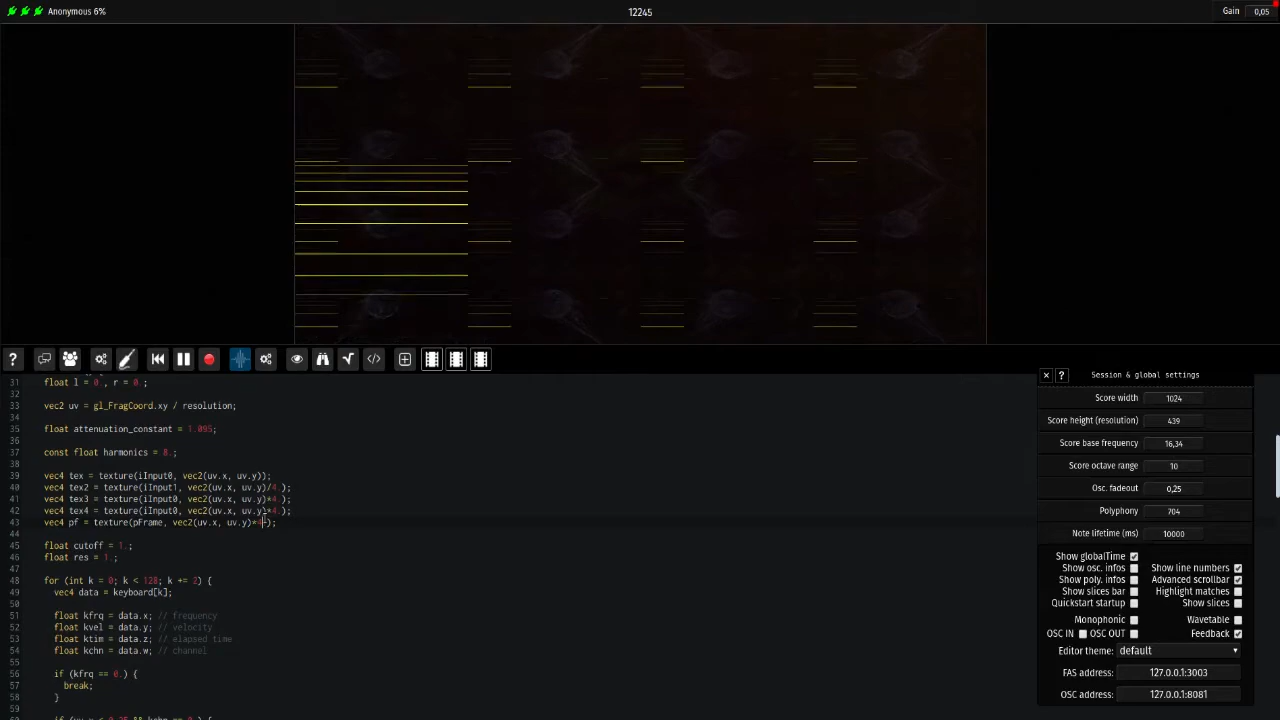 Anonymous 6%
12245
Gain 0,05
31 float l = 0., r = 0.;
32
33 vec2 uv = gl_FragCoord.xy / resolution;
34
35 float attenuation_constant = 1.095;
36
37 const float harmonics = 8.;
38
39 vec4 tex = texture(iInput0, vec2(uv.x, uv.y));
40 vec4 tex2 = texture(iInput1, vec2(uv.x, uv.y)/4.);
41 vec4 tex3 = texture(iInput0, vec2(uv.x, uv.y)*4.);
42 vec4 tex4 = texture(iInput0, vec2(uv.x, uv.y)*4.);
43 vec4 pf = texture(pFrame, vec2(uv.x, uv.y)*4.);
44
45 float cutoff = 1.;
46 float res = 1.;
47
48 for (int k = 0; k < 128; k += 2) {
49 vec4 data = keyboard[k];
50
51 float kfrq = data.x; // frequency
52 float kvel = data.y; // velocity
53 float ktim = data.z; // elapsed time
54 float kchn = data.w; // channel
55
56 if (kfrq == 0.) {
57 break;
58 }
59
? Session & global settings
Score width 1024
Score height (resolution) 439
Score base frequency 16,34
Score octave range 10
Osc. fadeout 0,25
Polyphony 704
Note lifetime (ms) 10000
Show globalTime
Show osc. infos Show line numbers
Show poly. infos Advanced scrollbar
Show slices bar Highlight matches
Quickstart startup Show slices
Monophonic Wavetable
OSC IN OSC OUT Feedback
Editor theme: default
FAS address: 127.0.0.1:3003
OSC address: 127.0.0.1:8081